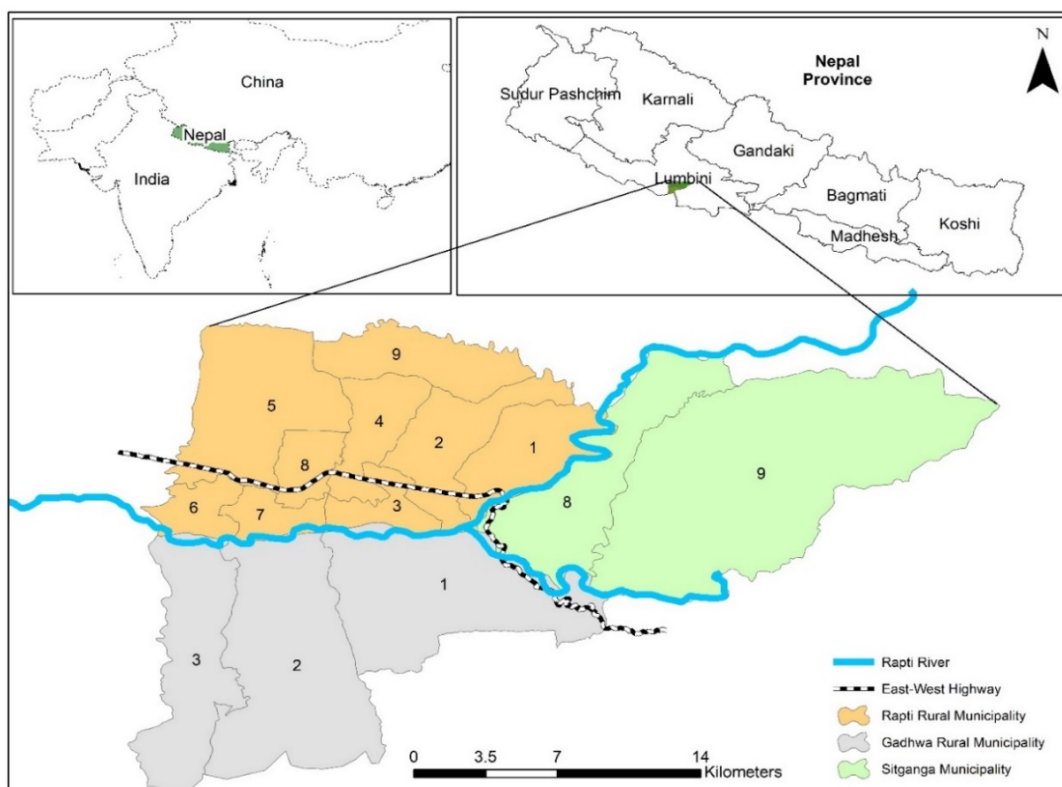 China
Nepal
India
N
Nepal
Province
Sudur Pashchim
Karnali
Gandaki
Lumbini
Bagmati
Madhesh
Koshi
9
5
4
2
1
8
6
7
3
8
9
1
3
2
Rapti River
East-West Highway
Rapti Rural Municipality
Gadhwa Rural Municipality
Sitganga Municipality
0 3.5 7 14
Kilometers